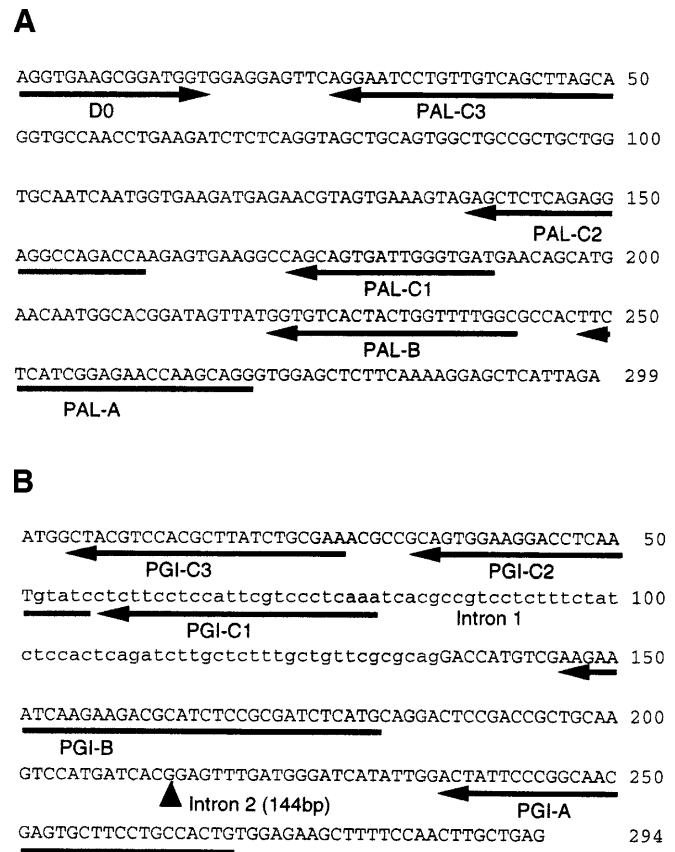 A
AGGTGAAGCGGATGGTGGAGGAGTTCAGGAATCCTGTTGTCAGCTTAGCA 50
D0 PAL-C3
GGTGCCAACCTGAAGATCTCTCAGGTAGCTGCAGTGGCTGCCGCTGCTGG 100
TGCAATCAATGGTGAAGATGAGAACGTAGTGAAAGTAGAGCTCTCAGAGG 150
PAL-C2
AGGCCAGACCAAGAGTGAAGGCCAGCAGTGATTGGGTGATGAACAGCATG 200
PAL-C1
AACAATGGCACGGATAGTTATGGTGTCACTACTGGTTTTGGCGCCACTTC 250
PAL-B
TCATCGGAGAACCAAGCAGGGTGGAGCTCTTCAAAAGGAGCTCATTAGA 299
PAL-A
B
ATGGCTACGTCCACGCTTATCTGCGAAACGCCGCAGTGGAAGGACCTCAA 50
PGI-C3 PGI-C2
Tgtatcctcttcctccattcgtccctcaaatcacgccgtcctctttctat 100
PGI-C1 Intron 1
ctccactcagatcttgctctttgctgttcgcgcagGACCATGTCGAAGAA 150
ATCAAGAAGACGCATCTCCGCGATCTCATGCAGGACTCCGACCGCTGCAA 200
PGI-B
GTCCATGATCACGGAGTTTGATGGGATCATATTGGACTATTCCCGGCAAC 250
Intron 2 (144bp) PGI-A
GAGTGCTTCCTGCCACTGTGGAGAAGCTTTTCCAACTTGCTGAG 294